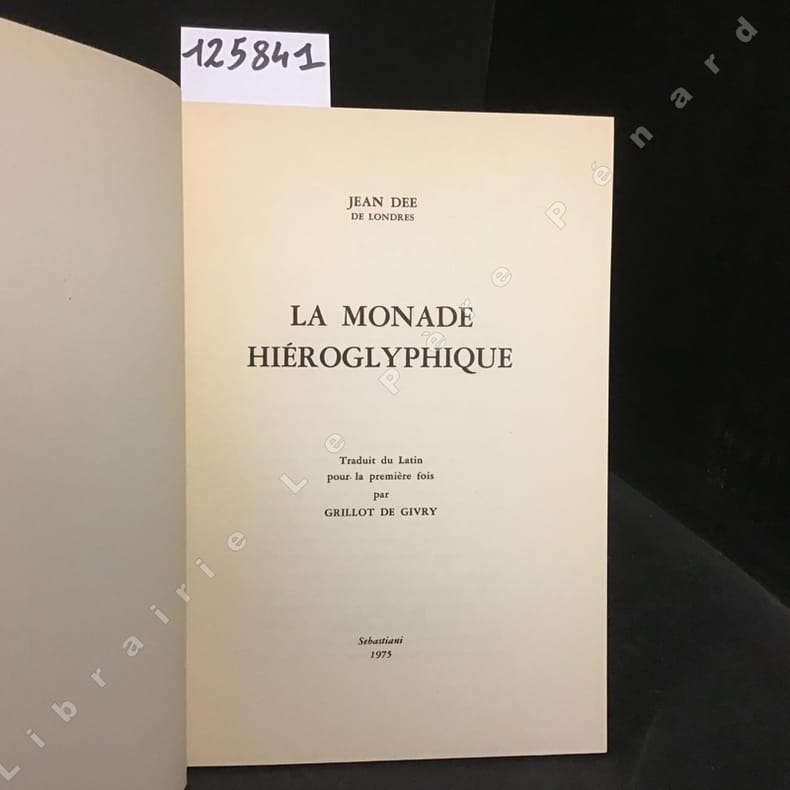 125841
JEAN DEE
DE LONDRES
LA MONADE
HIÉROGLYPHIQUE
Traduit du Latin
pour la première fois
par
GRILLOT DE GIVRY
Sebastiani
1975
Librairie Le Père Pénard